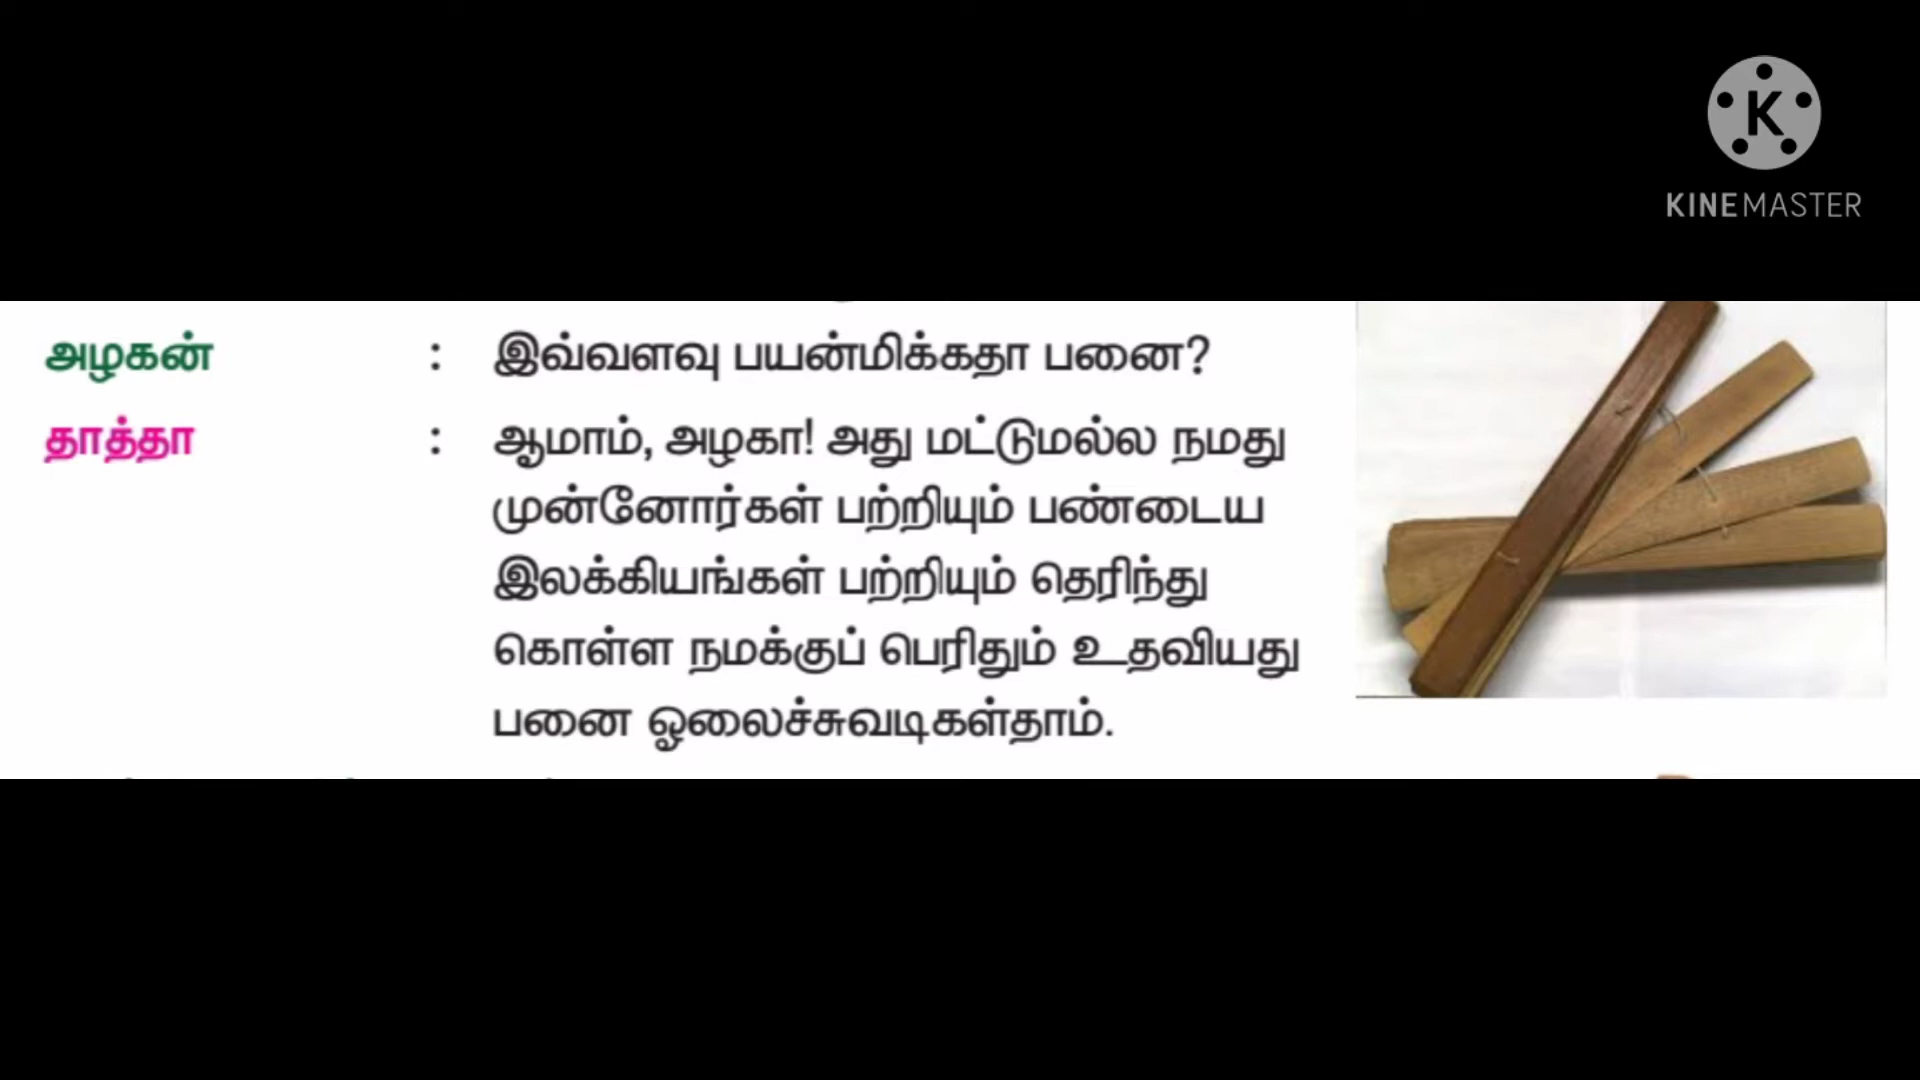 K
KINEMASTER
அழகன் : இவ்வளவு பயன்மிக்கதா பனை?
தாத்தா : ஆமாம், அழகா! அது மட்டுமல்ல நமது
முன்னோர்கள் பற்றியும் பண்டைய
இலக்கியங்கள் பற்றியும் தெரிந்து
கொள்ள நமக்குப் பெரிதும் உதவியது
பனை ஓலைச்சுவடிகள்தாம்.